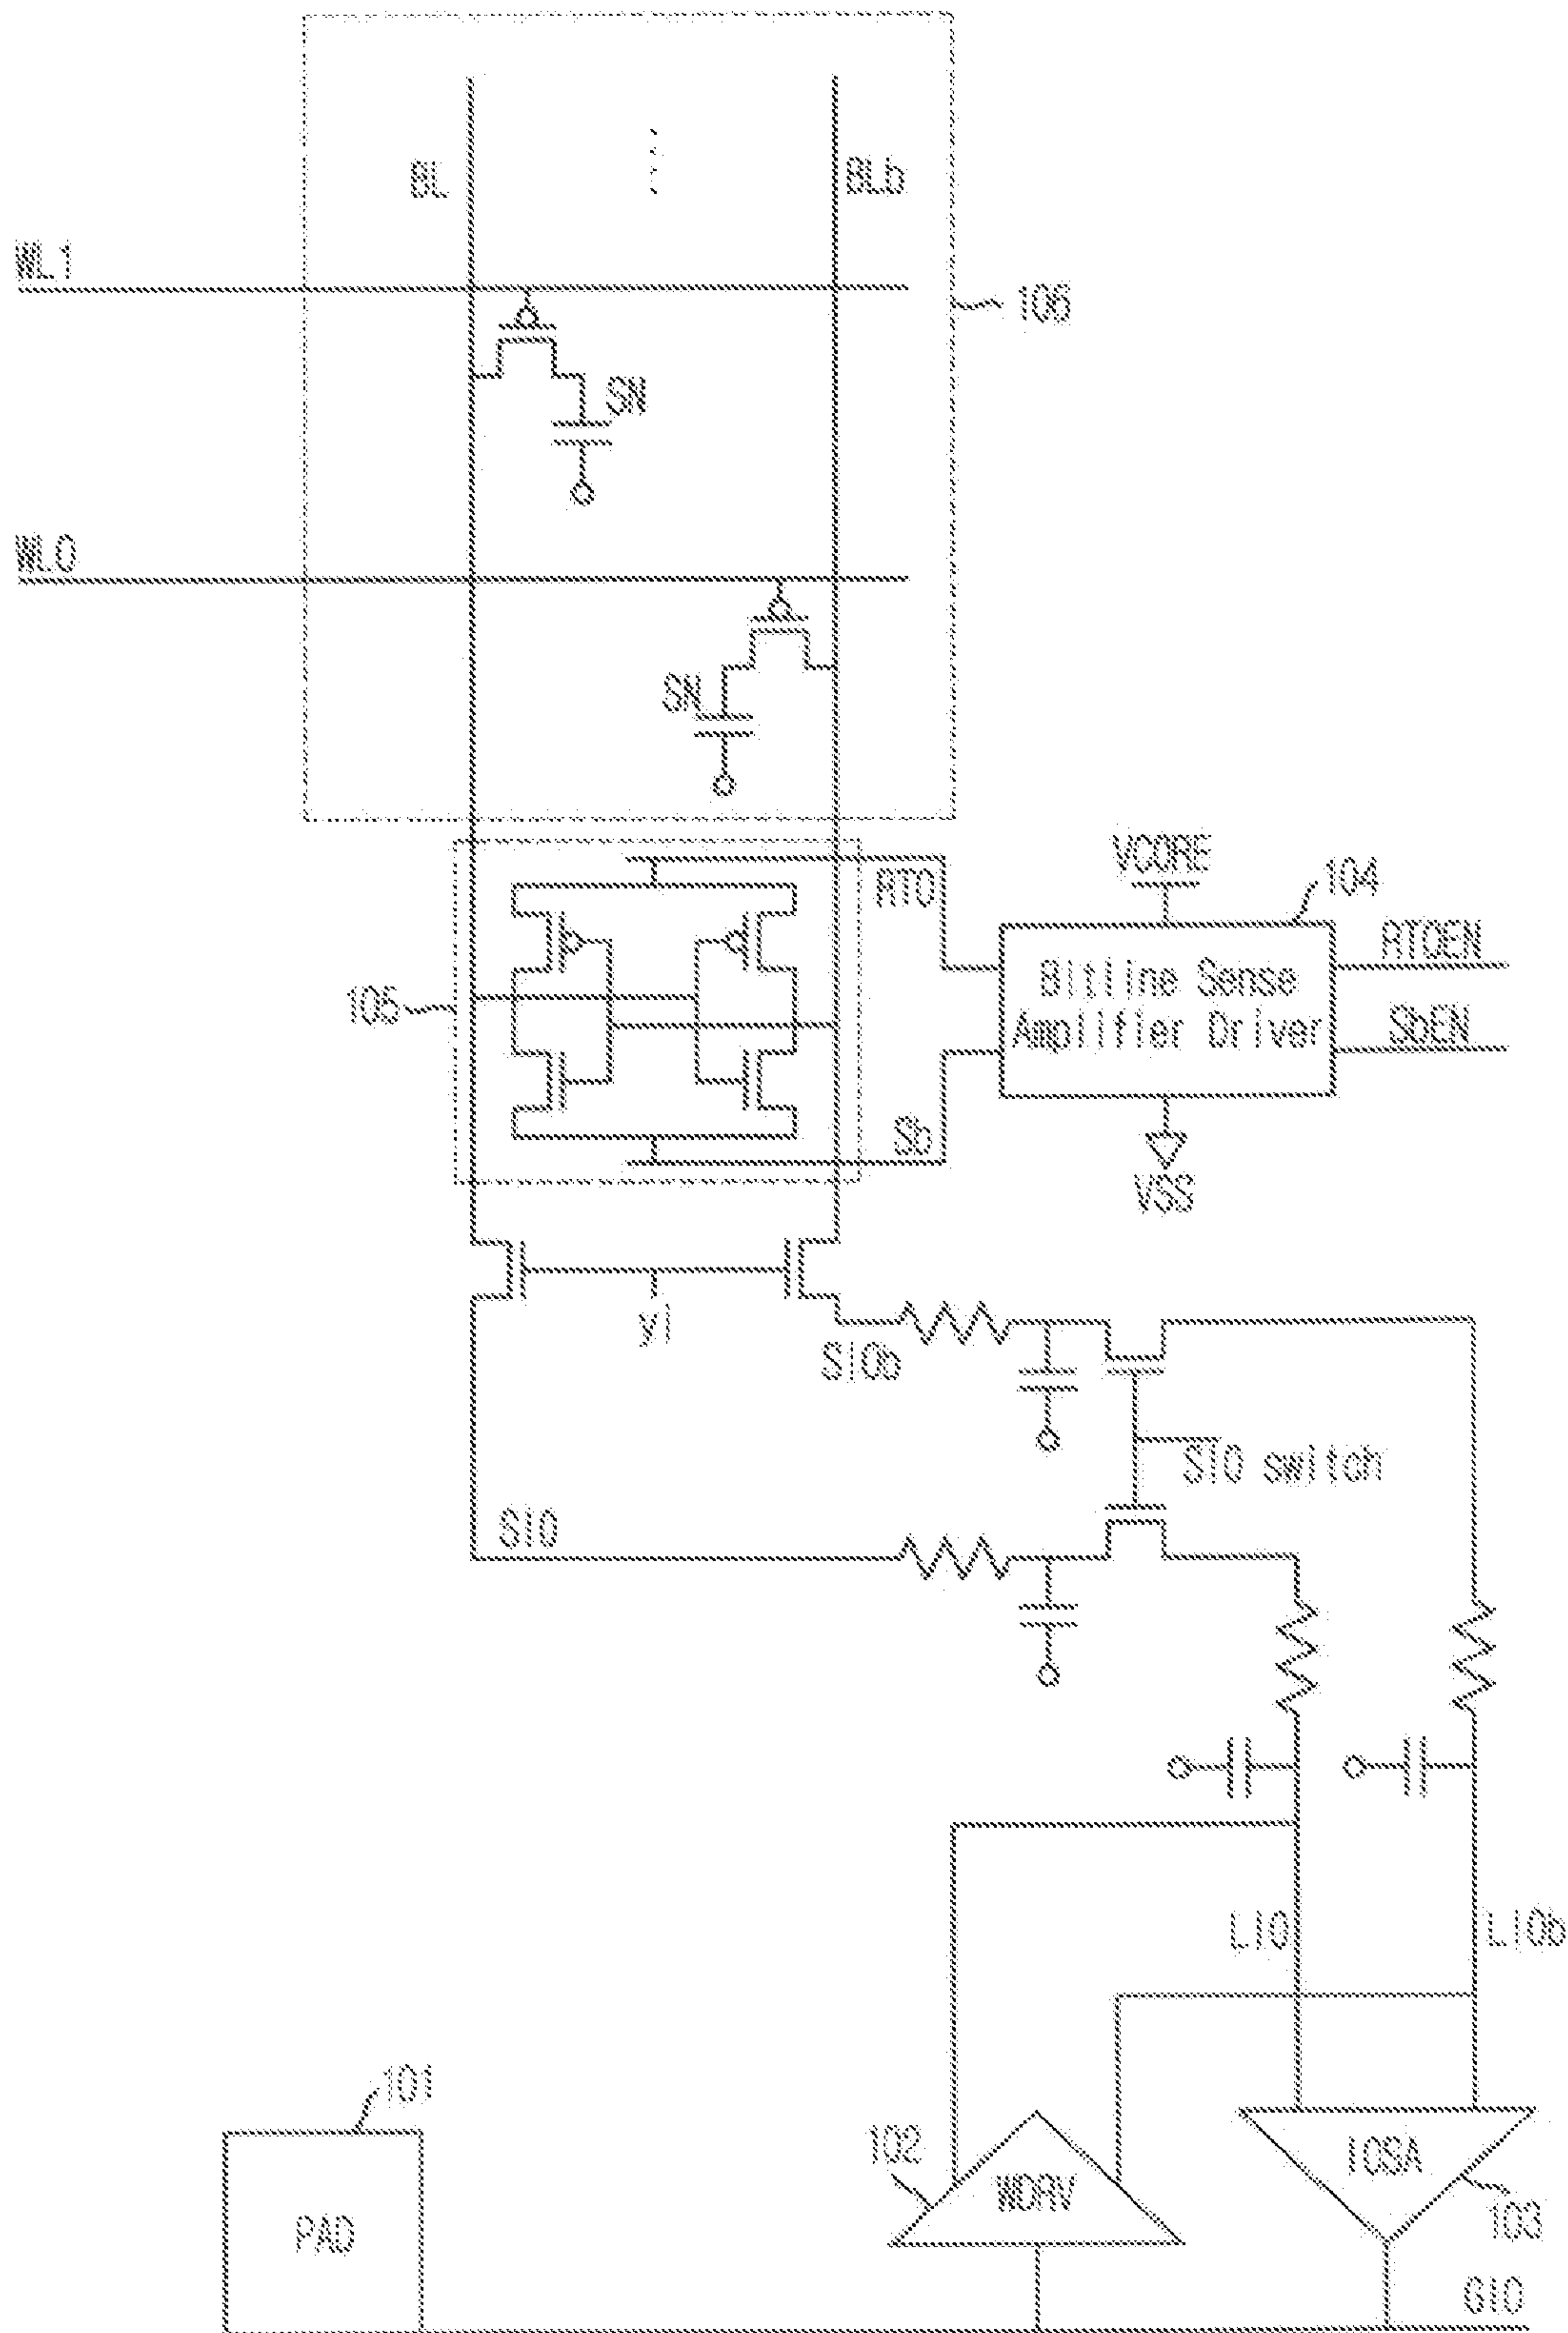 BL
BLb
WL1
106
SN
WL0
SN
VCORE
104
RTO
RTOEN
Bitline Sense
Amplifier Driver
105
SbEN
Sb
VSS
yi
SIOb
SIO switch
SIO
LIO
LIOb
101
102
WDRV
IOSA
103
PAD
GIO